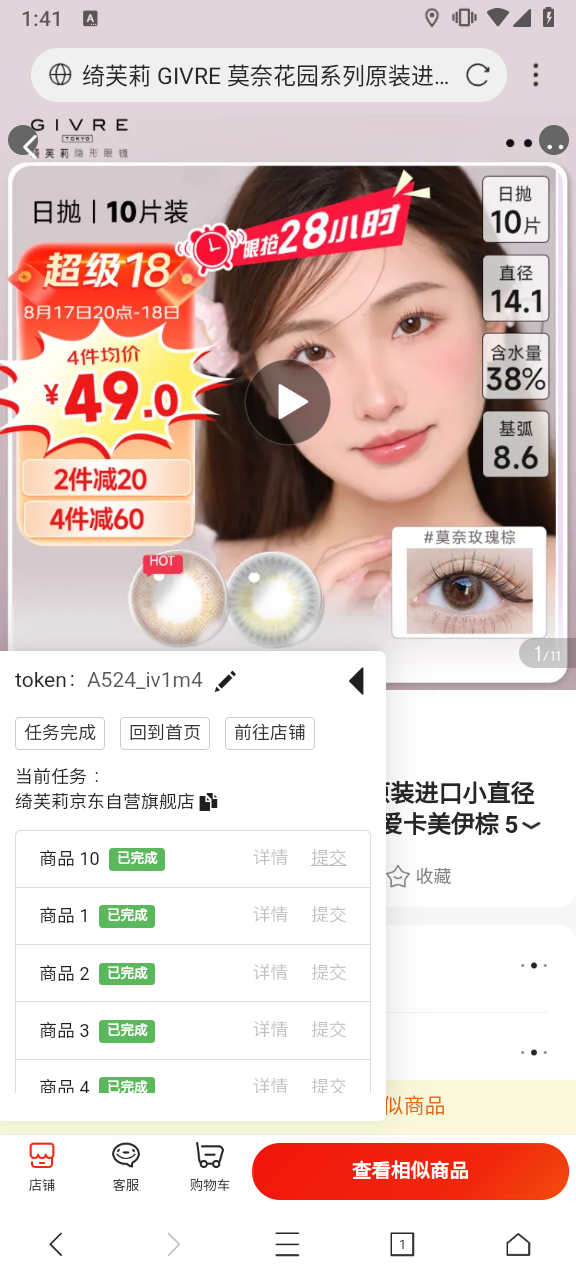 1:41
A
绮芙莉 GIVRE 莫奈花园系列原装进...
GIVRE
TOKYO
绮芙莉隐形眼镜
日抛 | 10片装
限抢28小时
日抛
10片
超级18
8月17日20点-18日
直径
14.1
4件均价
¥49.0
含水量
38%
基弧
8.6
2件减20
4件减60
#莫奈玫瑰棕
HOT
1/11
token： A524_iv1m4
任务完成 回到首页 前往店铺
当前任务：
绮芙莉京东自营旗舰店
原装进口小直径
爱卡美伊棕 5
收藏
商品 10 已完成 详情 提交
商品 1 已完成 详情 提交
商品 2 已完成 详情 提交
商品 3 已完成 详情 提交
商品 4 已完成 详情 提交
似商品
店铺 客服 购物车 查看相似商品
1